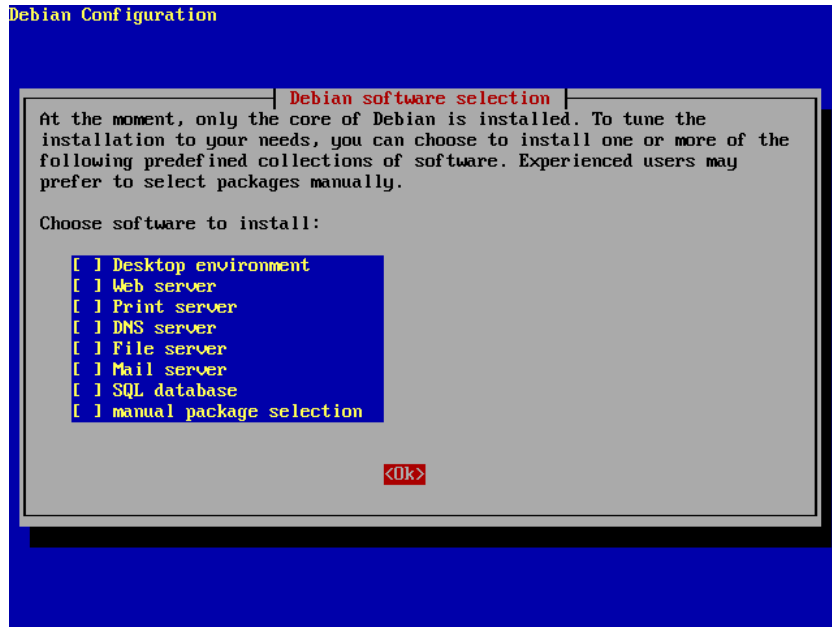 Debian Configuration
Debian software selection
At the moment, only the core of Debian is installed. To tune the
installation to your needs, you can choose to install one or more of the
following predefined collections of software. Experienced users may
prefer to select packages manually.
Choose software to install:
[ ] Desktop environment
[ ] Web server
[ ] Print server
[ ] DNS server
[ ] File server
[ ] Mail server
[ ] SQL database
[ ] manual package selection
<Ok>